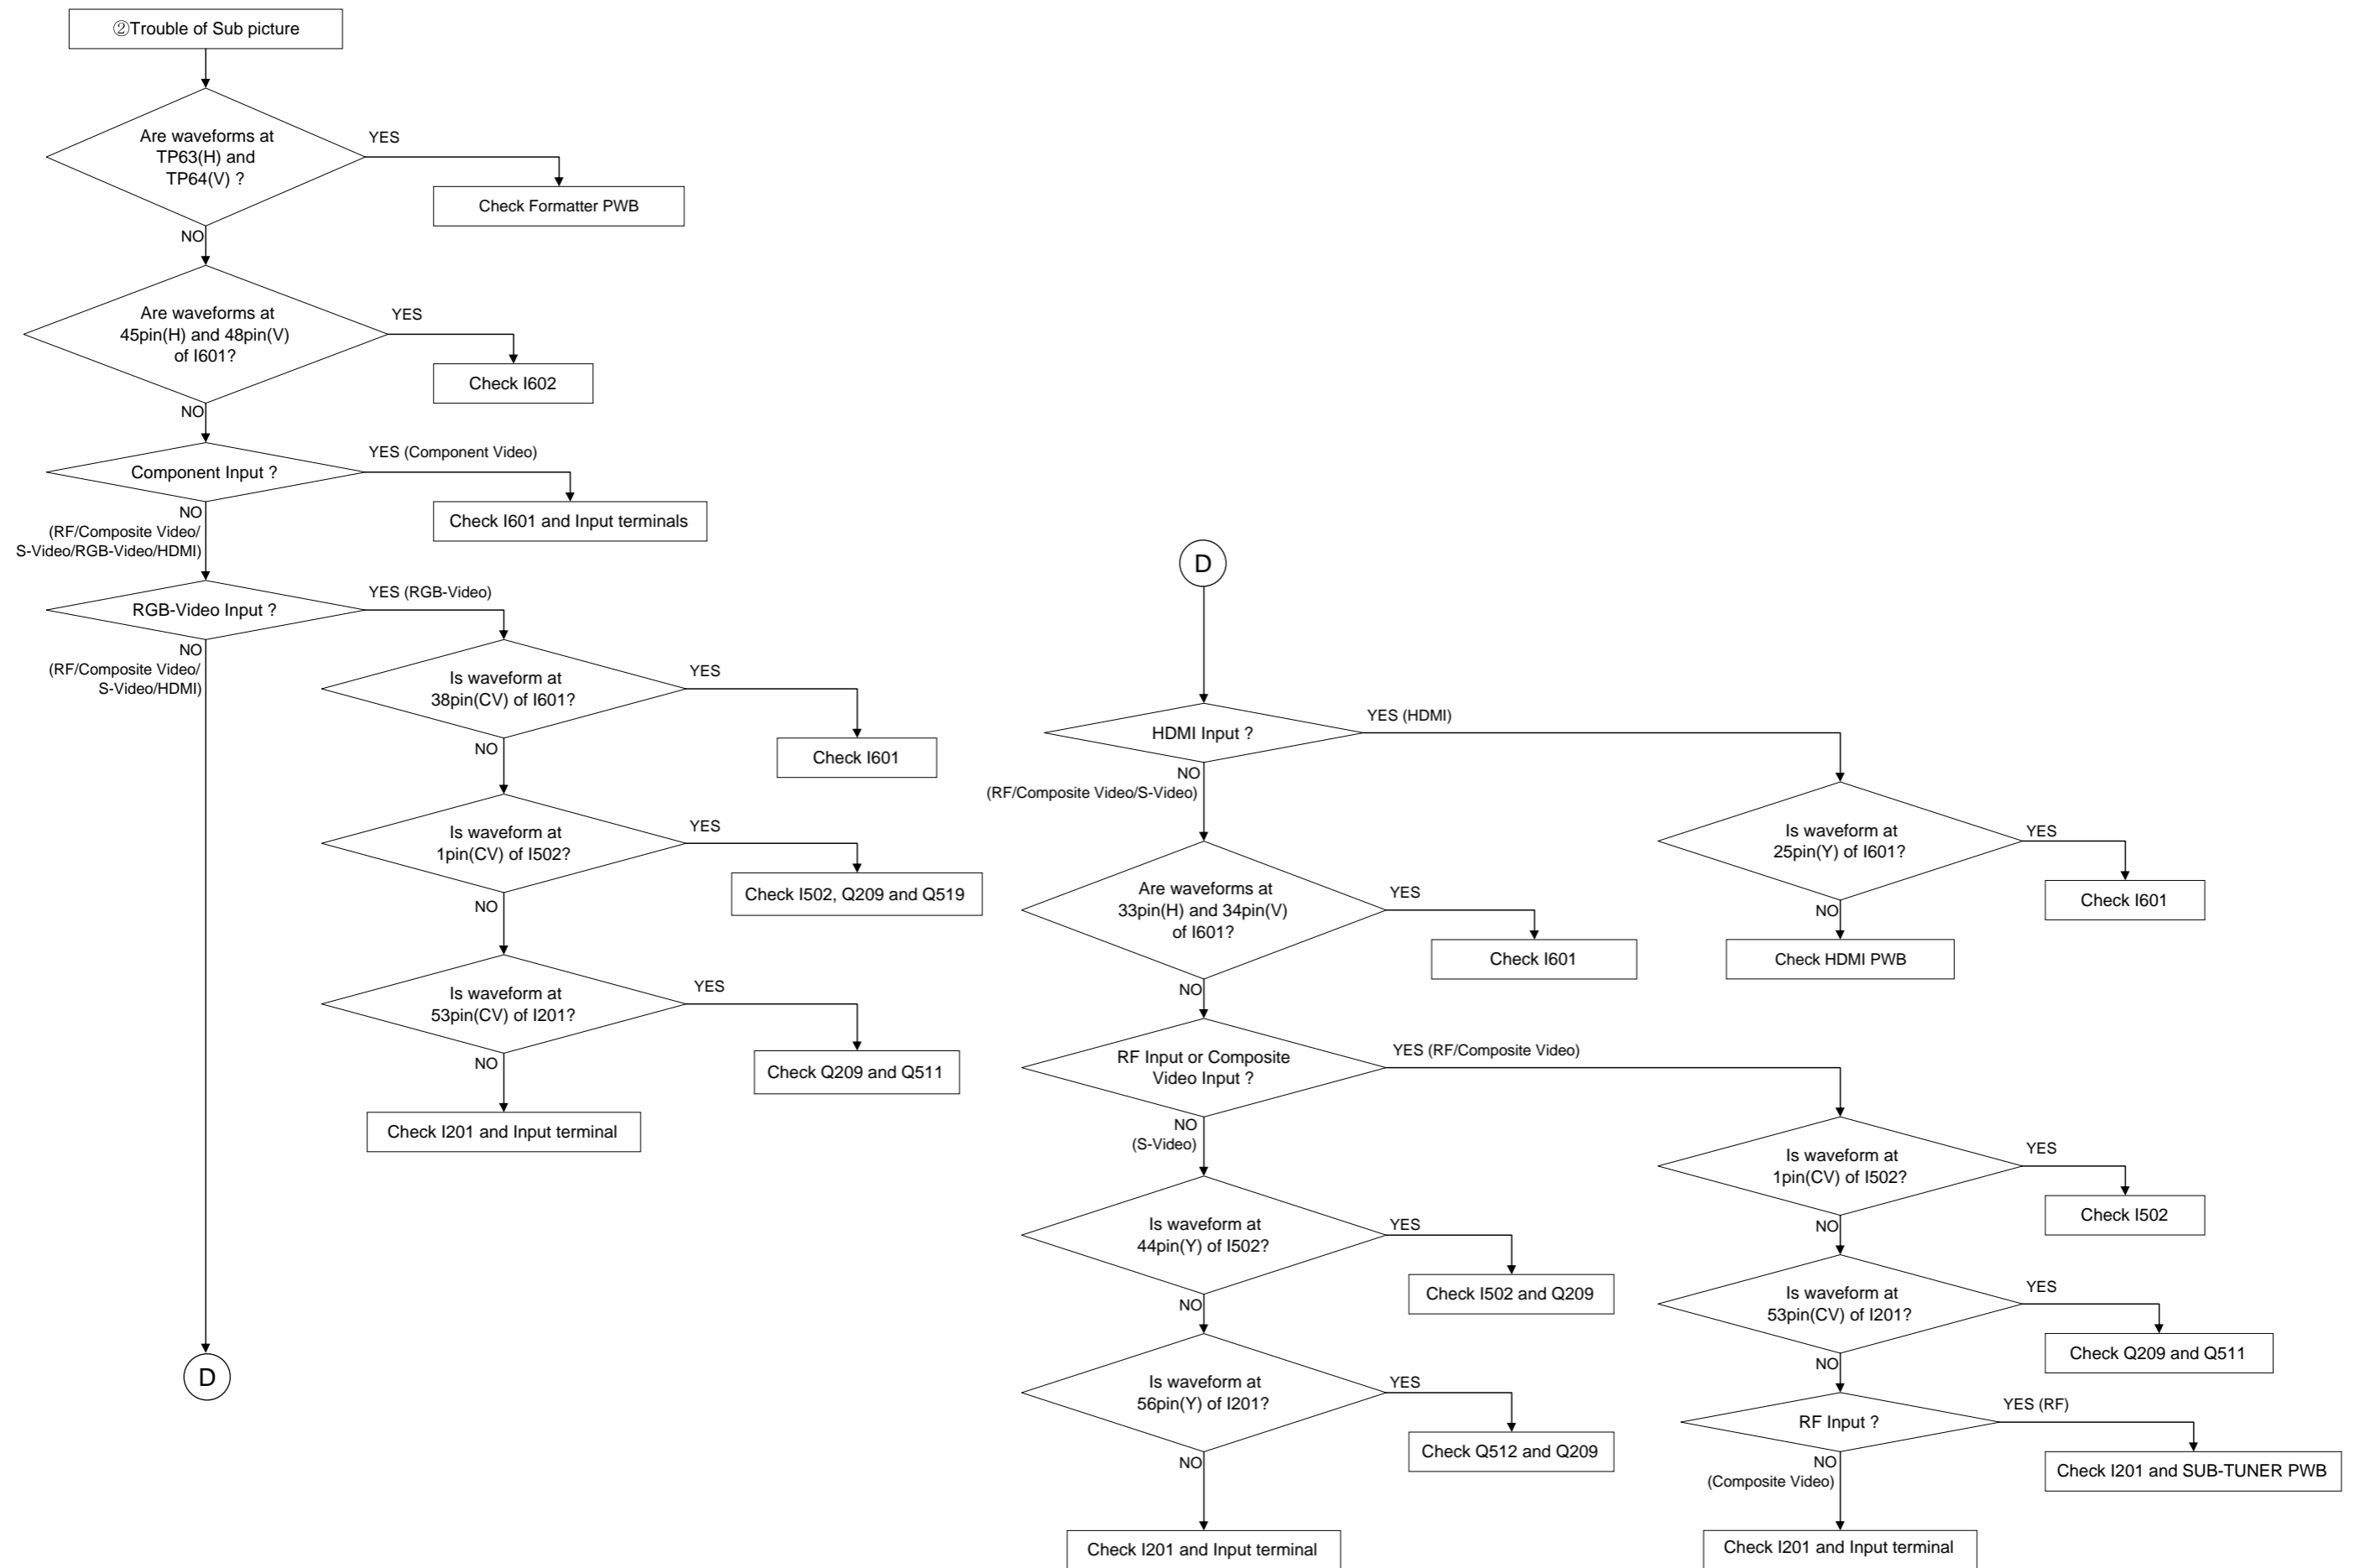 ②Trouble of Sub picture
Are waveforms at
TP63(H) and
TP64(V) ?
YES
Check Formatter PWB
NO
Are waveforms at
45pin(H) and 48pin(V)
of I601?
YES
Check I602
NO
Component Input ?
YES (Component Video)
Check I601 and Input terminals
NO
(RF/Composite Video/
S-Video/RGB-Video/HDMI)
RGB-Video Input ?
YES (RGB-Video)
NO
(RF/Composite Video/
S-Video/HDMI)
Is waveform at
38pin(CV) of I601?
YES
Check I601
NO
Is waveform at
1pin(CV) of I502?
YES
Check I502, Q209 and Q519
NO
Is waveform at
53pin(CV) of I201?
YES
Check Q209 and Q511
NO
Check I201 and Input terminal
D
D
HDMI Input ?
YES (HDMI)
NO
(RF/Composite Video/S-Video)
Is waveform at
25pin(Y) of I601?
YES
Check I601
NO
Check HDMI PWB
Are waveforms at
33pin(H) and 34pin(V)
of I601?
YES
Check I601
NO
RF Input or Composite
Video Input ?
YES (RF/Composite Video)
NO
(S-Video)
Is waveform at
44pin(Y) of I502?
YES
Check I502 and Q209
NO
Is waveform at
56pin(Y) of I201?
YES
Check Q512 and Q209
NO
Check I201 and Input terminal
Is waveform at
1pin(CV) of I502?
YES
Check I502
NO
Is waveform at
53pin(CV) of I201?
YES
Check Q209 and Q511
NO
RF Input ?
YES (RF)
Check I201 and SUB-TUNER PWB
NO
(Composite Video)
Check I201 and Input terminal